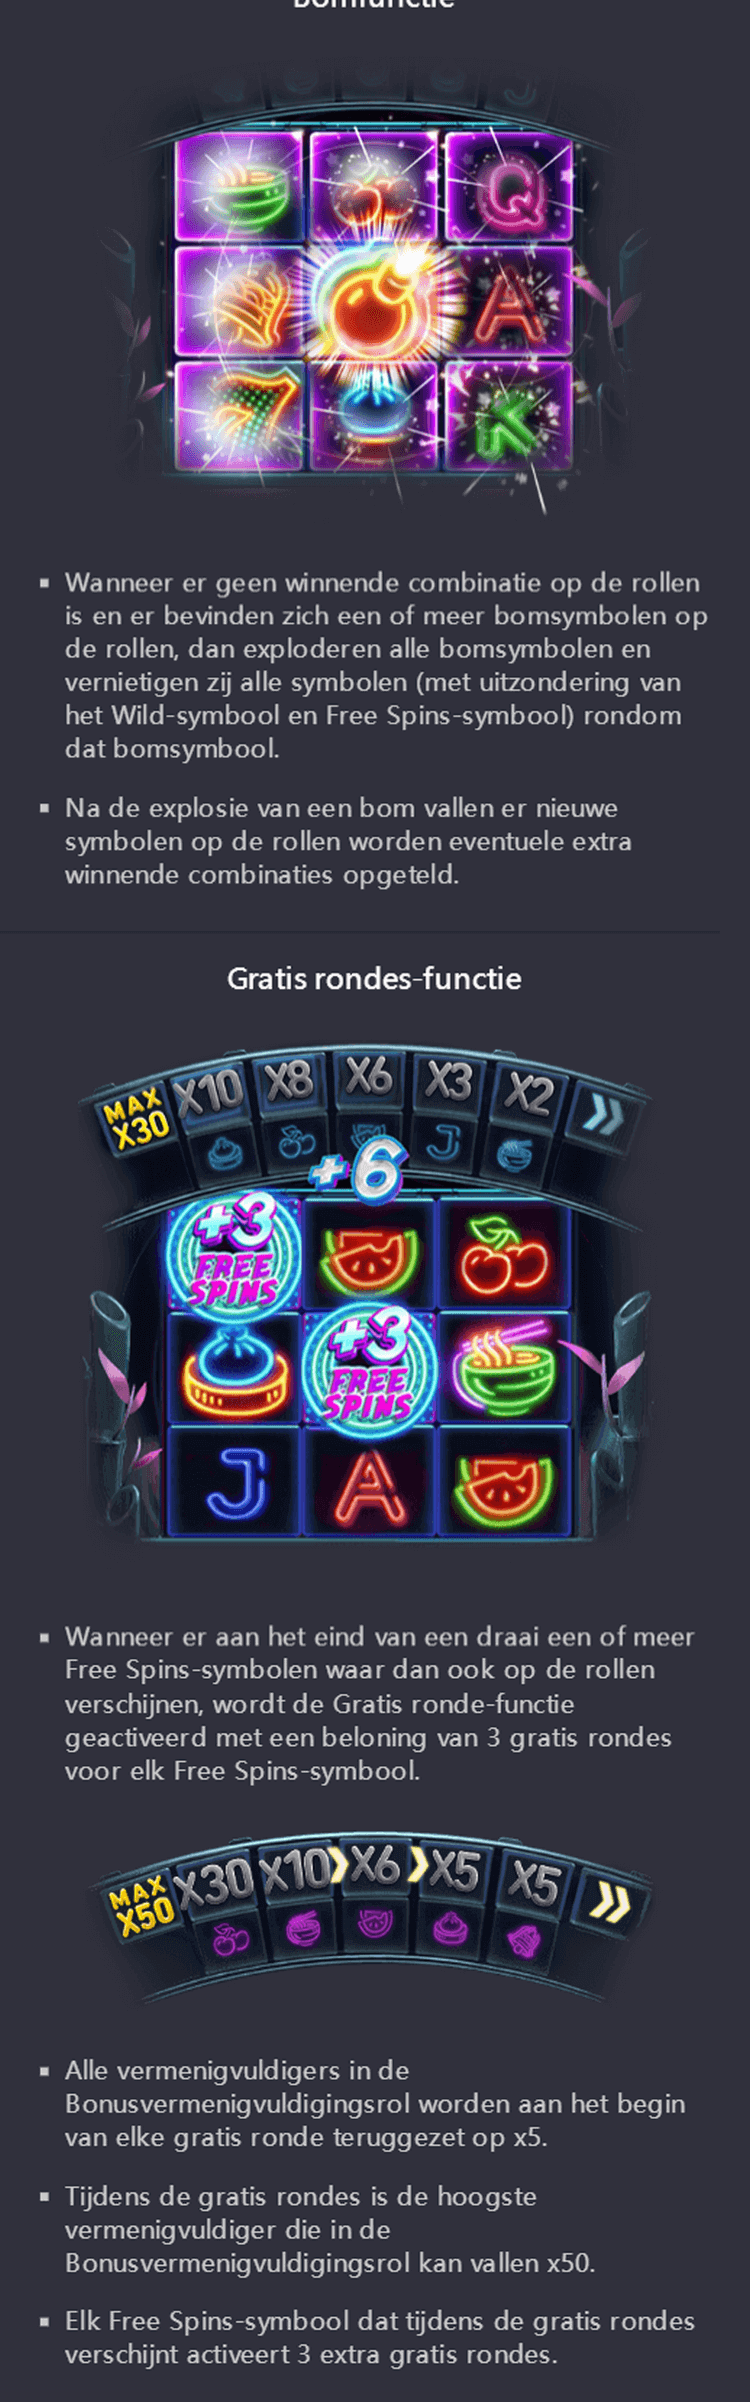 Bomfunctie
Q
A
7
K
Wanneer er geen winnende combinatie op de rollen
is en er bevinden zich een of meer bomsymbolen op
de rollen, dan exploderen alle bomsymbolen en
vernietigen zij alle symbolen (met uitzondering van
het Wild-symbool en Free Spins-symbool) rondom
dat bomsymbool.
Na de explosie van een bom vallen er nieuwe
symbolen op de rollen worden eventuele extra
winnende combinaties opgeteld.
Gratis rondes-functie
MAX X10 X8 X6 X3 X2
X30
J
+6
+3
FREE
SPINS
+3
FREE
SPINS
J A
Wanneer er aan het eind van een draai een of meer
Free Spins-symbolen waar dan ook op de rollen
verschijnen, wordt de Gratis ronde-functie
geactiveerd met een beloning van 3 gratis rondes
voor elk Free Spins-symbool.
MAX X30 X10 X6 X5 X5
X50
Alle vermenigvuldigers in de
Bonusvermenigvuldigingsrol worden aan het begin
van elke gratis ronde teruggezet op x5.
Tijdens de gratis rondes is de hoogste
vermenigvuldiger die in de
Bonusvermenigvuldigingsrol kan vallen x50.
Elk Free Spins-symbool dat tijdens de gratis rondes
verschijnt activeert 3 extra gratis rondes.